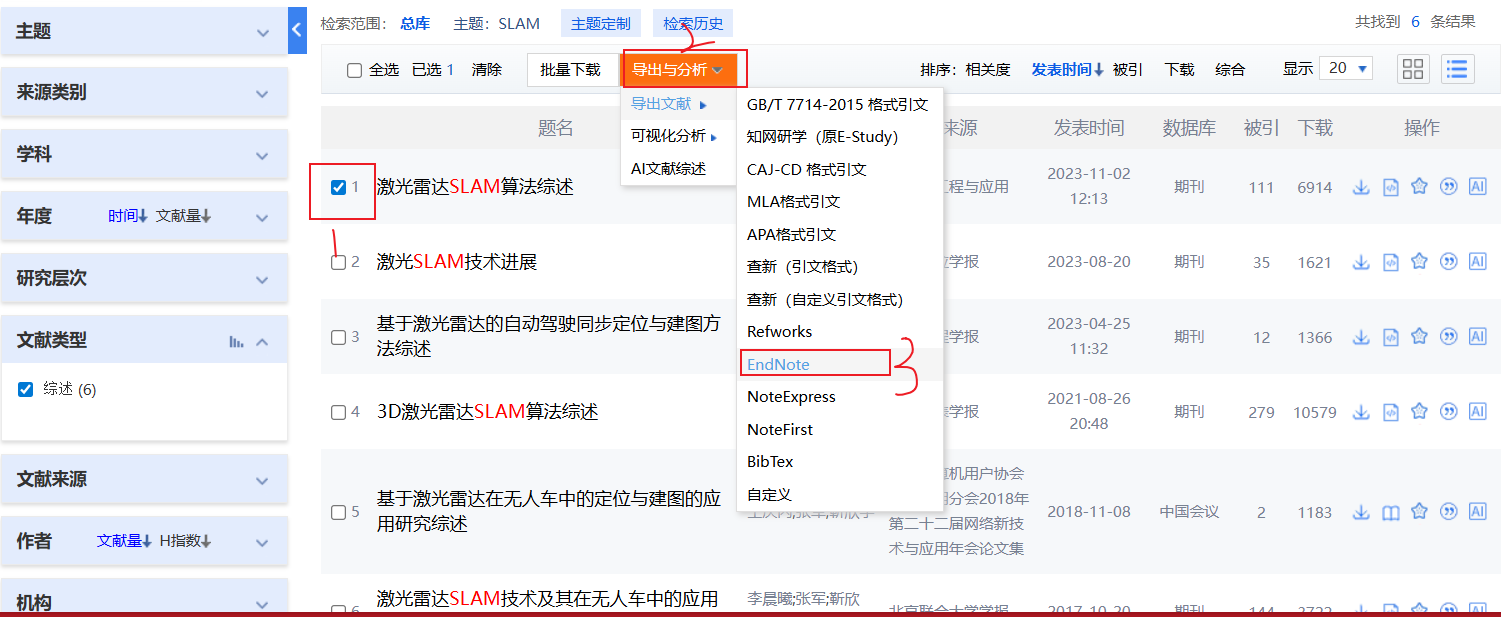 检索范围： 总库 主题：SLAM 主题定制 检索历史 共找到 6 条结果
全选 已选 1 清除 批量下载 导出与分析 排序： 相关度 发表时间↓ 被引 下载 综合 显示 20
主题
来源类别
学科
年度 时间↓ 文献量↓
研究层次
文献类型
综述 (6)
文献来源
作者 文献量↓ H指数↓
机构
导出文献
可视化分析
AI文献综述
GB/T 7714-2015 格式引文
知网研学（原E-Study）
CAJ-CD 格式引文
MLA格式引文
APA格式引文
查新（引文格式）
查新（自定义引文格式）
Refworks
EndNote
NoteExpress
NoteFirst
BibTex
自定义
题名 来源 发表时间 数据库 被引 下载 操作
1 激光雷达SLAM算法综述 工程与应用 2023-11-02 12:13 期刊 111 6914 AI
2 激光SLAM技术进展 学报 2023-08-20 期刊 35 1621 AI
3 基于激光雷达的自动驾驶同步定位与建图方法综述 程学报 2023-04-25 11:32 期刊 12 1366 AI
4 3D激光雷达SLAM算法综述 学报 2021-08-26 20:48 期刊 279 10579 AI
5 基于激光雷达在无人车中的定位与建图的应用研究综述 机用户协会
分会2018年
第二十二届网络新技
术与应用年会论文集 2018-11-08 中国会议 2 1183 AI
6 激光雷达SLAM技术及其在无人车中的应用 李晨曦;张军;靳欣 北京联合大学学报 2017-10-20 期刊 144 3722 AI
1
2
3